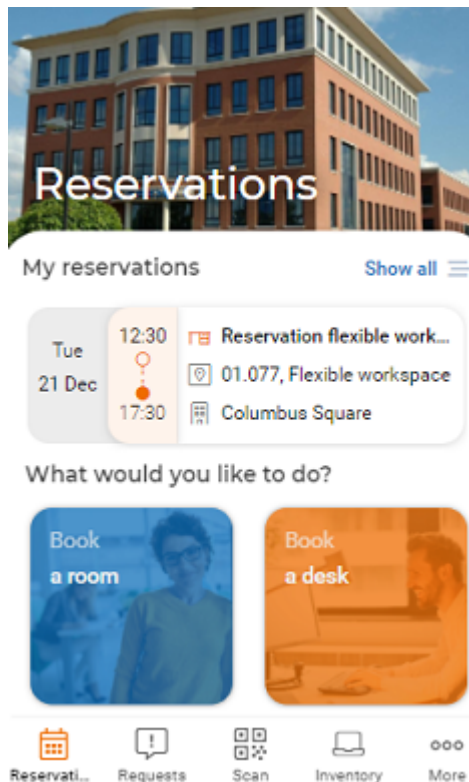 Reservations
My reservations
Show all
Tue
21 Dec
12:30
17:30
Reservation flexible work...
01.077, Flexible workspace
Columbus Square
What would you like to do?
Book
a room
Book
a desk
Reservati...
Requests
Scan
Inventory
More